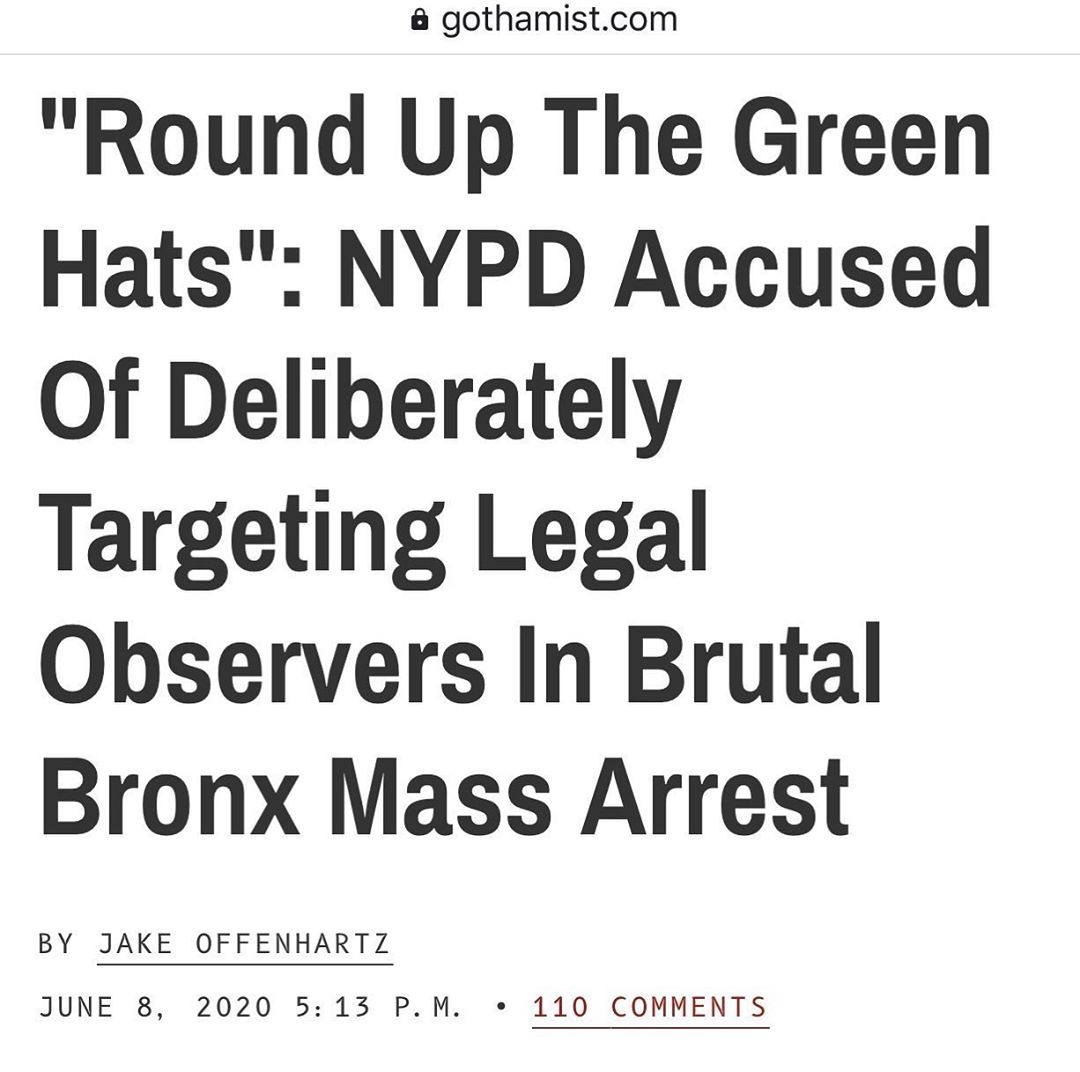 gothamist.com
"Round Up The Green
Hats": NYPD Accused
Of Deliberately
Targeting Legal
Observers In Brutal
Bronx Mass Arrest
BY JAKE OFFENHARTZ
JUNE 8, 2020 5:13 P.M. • 110 COMMENTS